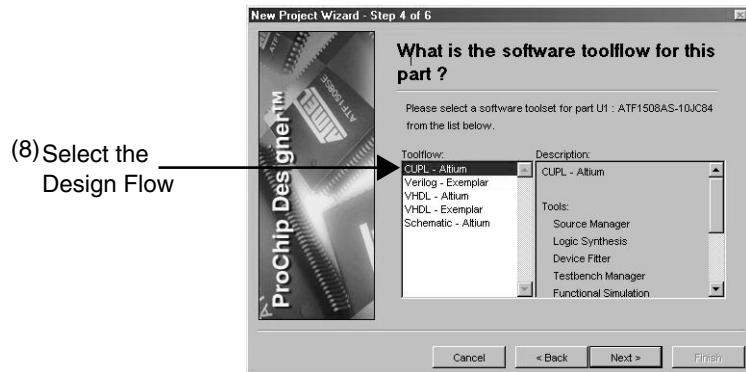 New Project Wizard - Step 4 of 6
ATMEL
ATF1508SE
ProChip Designer™
What is the software toolflow for this
part ?
Please select a software toolset for part U1 : ATF1508AS-10JC84
from the list below.
(8) Select the
Design Flow
Toolflow:
CUPL - Altium
Verilog - Exemplar
VHDL - Altium
VHDL - Exemplar
Schematic - Altium
Description:
CUPL - Altium
Tools:
Source Manager
Logic Synthesis
Device Fitter
Testbench Manager
Functional Simulation
Cancel
< Back
Next >
Finish